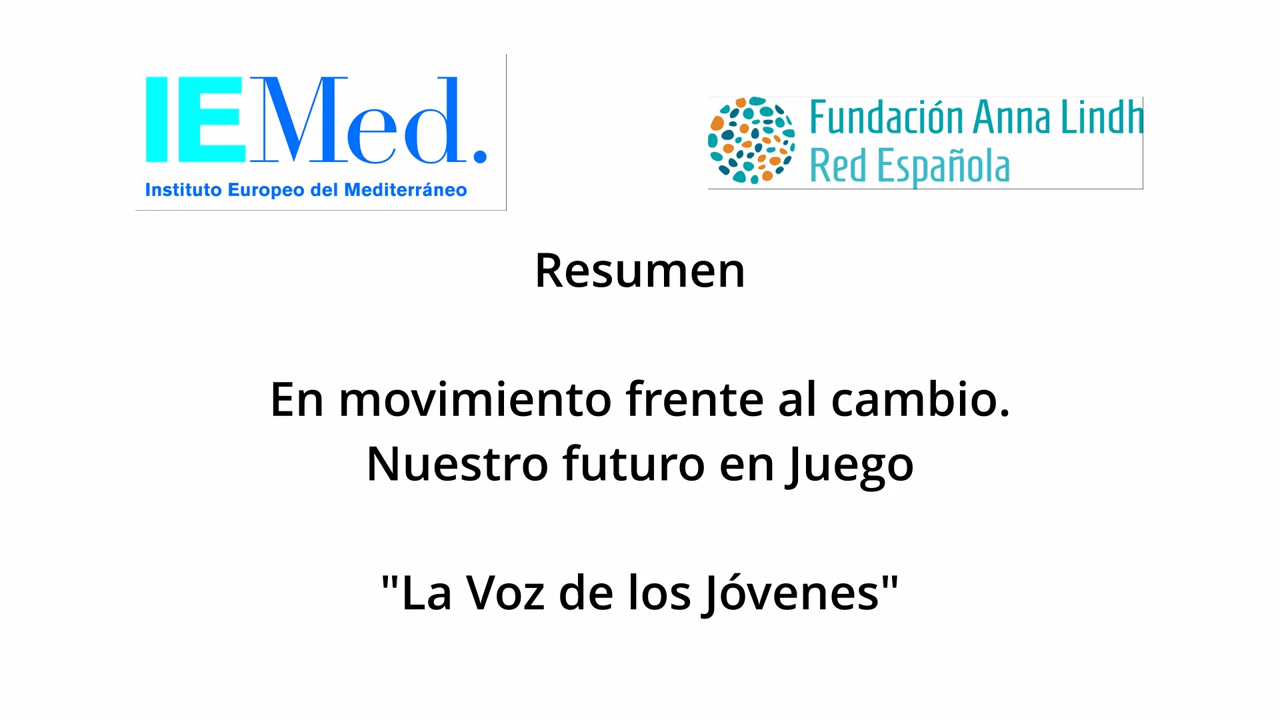 IEMed.
Instituto Europeo del Mediterráneo
Fundación Anna Lindh
Red Española
Resumen
En movimiento frente al cambio.
Nuestro futuro en Juego
"La Voz de los Jóvenes"